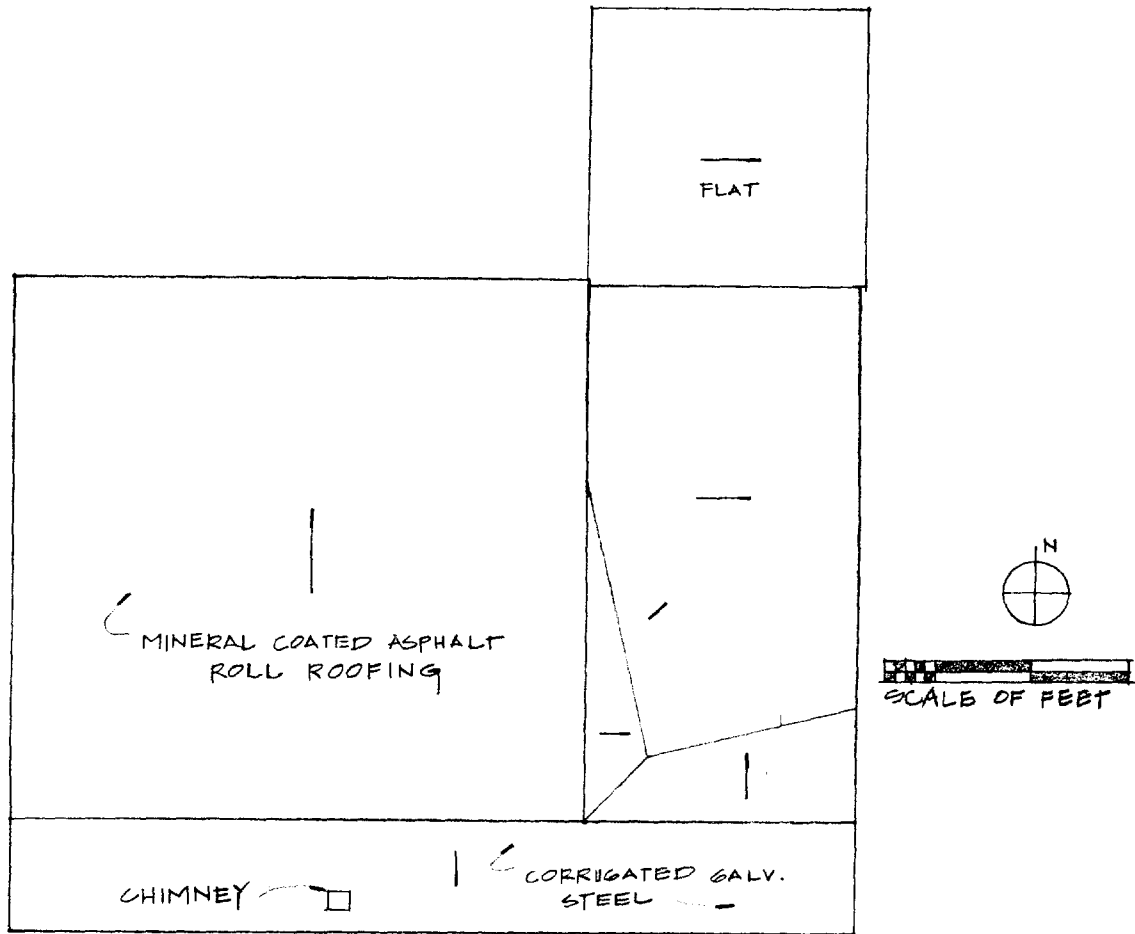 FLAT
N
MINERAL COATED ASPHALT
ROLL ROOFING
SCALE OF FEET
CHIMNEY
CORRUGATED GALV.
STEEL